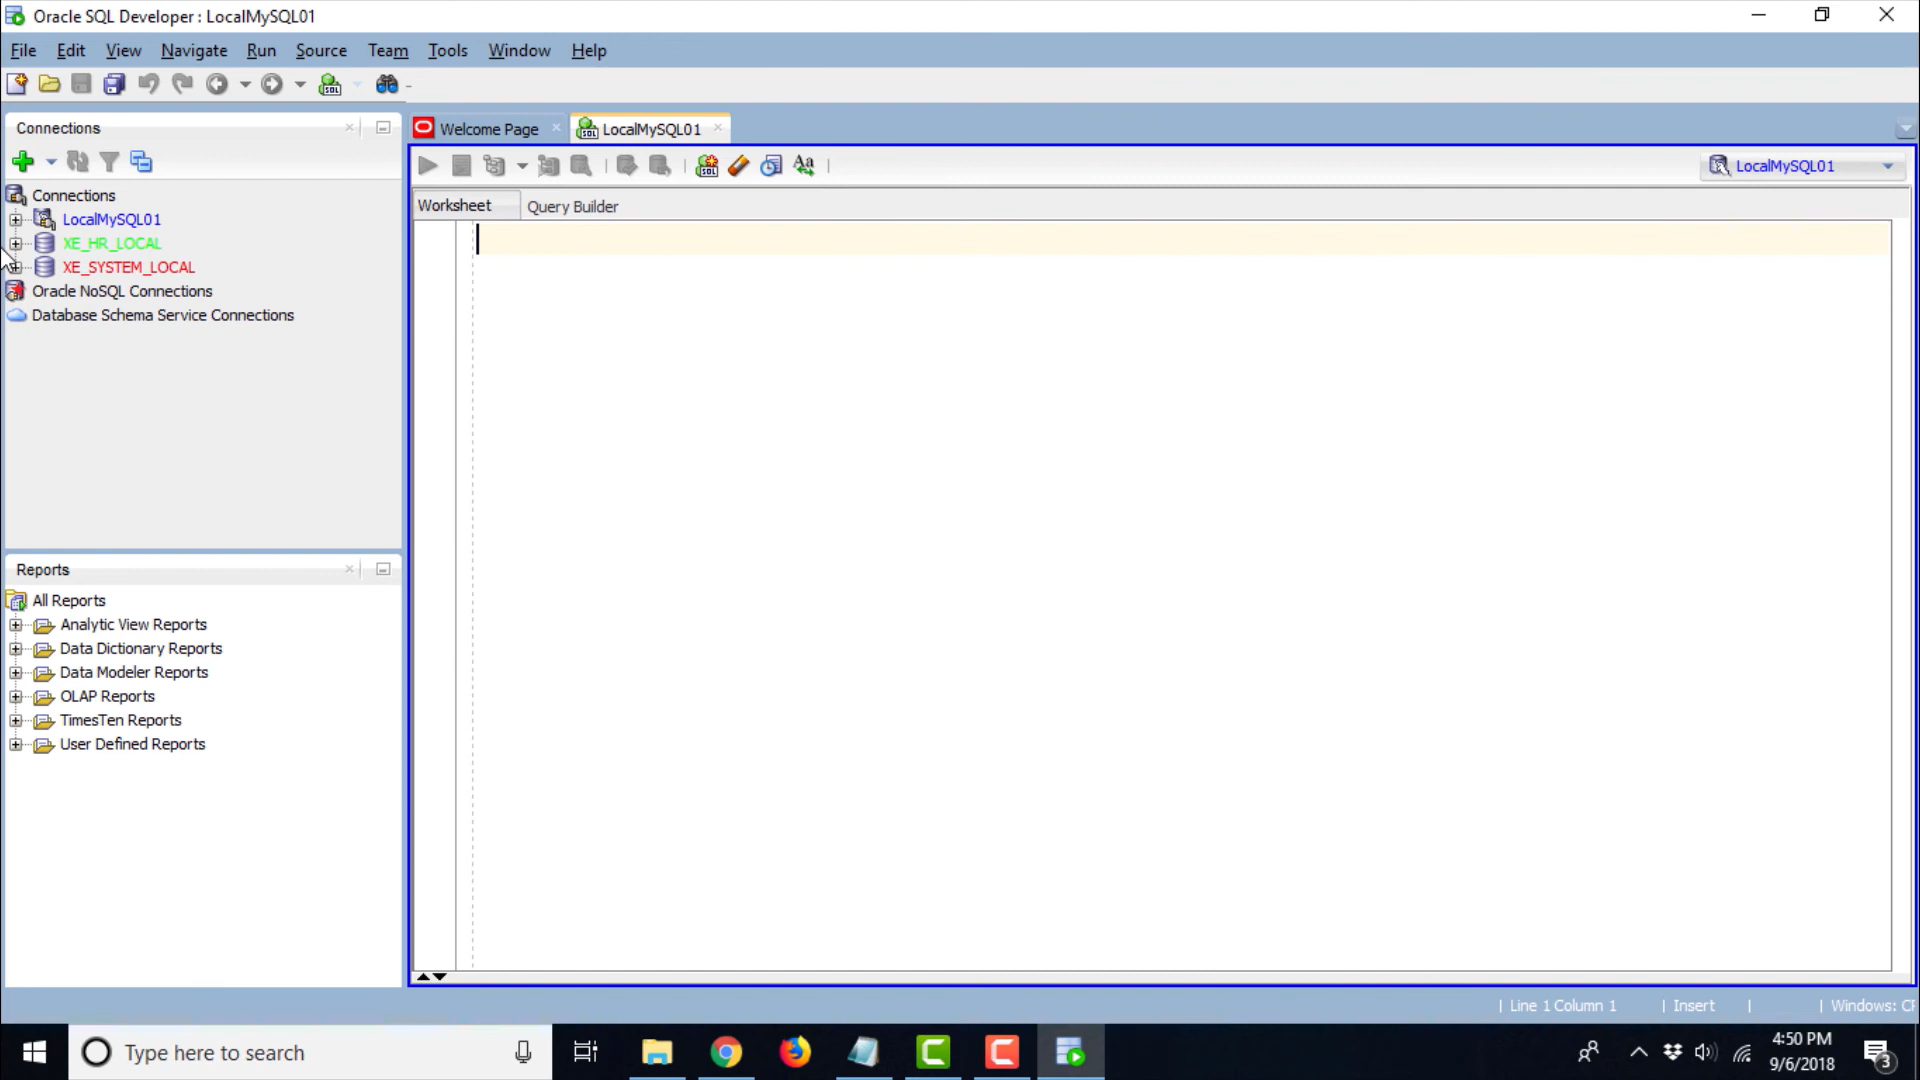 Oracle SQL Developer : LocalMySQL01
File Edit View Navigate Run Source Team Tools Window Help
Connections
Welcome Page
LocalMySQL01
LocalMySQL01
Worksheet
Query Builder
Connections
LocalMySQL01
XE_HR_LOCAL
XE_SYSTEM_LOCAL
Oracle NoSQL Connections
Database Schema Service Connections
Reports
All Reports
Analytic View Reports
Data Dictionary Reports
Data Modeler Reports
OLAP Reports
TimesTen Reports
User Defined Reports
| Line 1 Column 1 | Insert | | Windows: CF
Type here to search
4:50 PM
9/6/2018
3